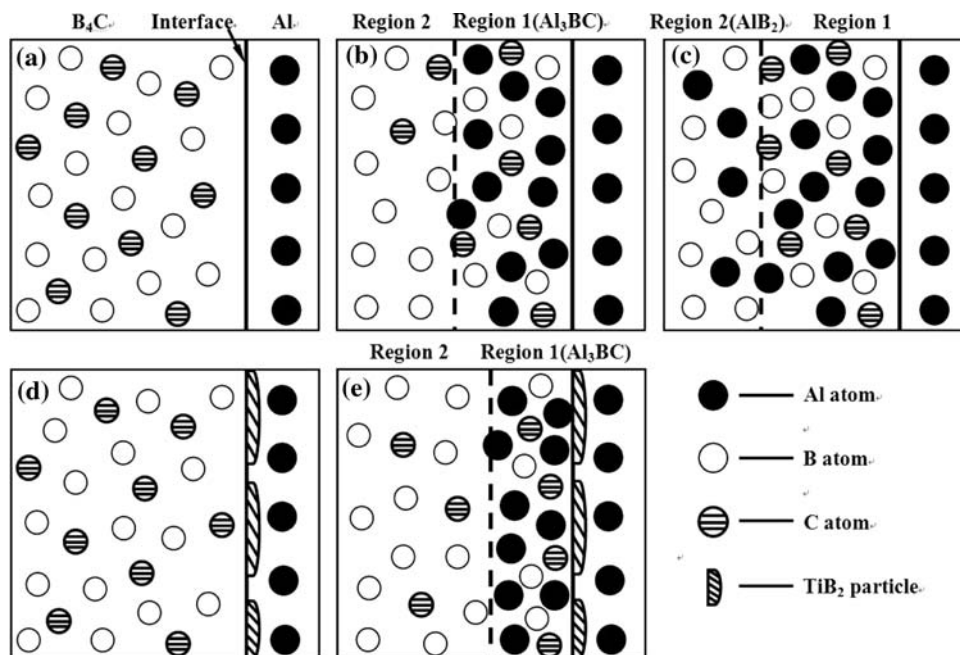 B₄C Interface Al
Region 2 Region 1(Al₃BC)
Region 2(AlB₂) Region 1
(a)
(b)
(c)
Region 2 Region 1(Al₃BC)
(d)
(e)
Al atom
B atom
C atom
TiB₂ particle